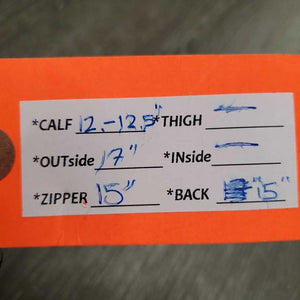 *CALF 12.-12.5" *THIGH —
*OUTside 17" *INside —
*ZIPPER 15" *BACK 15"